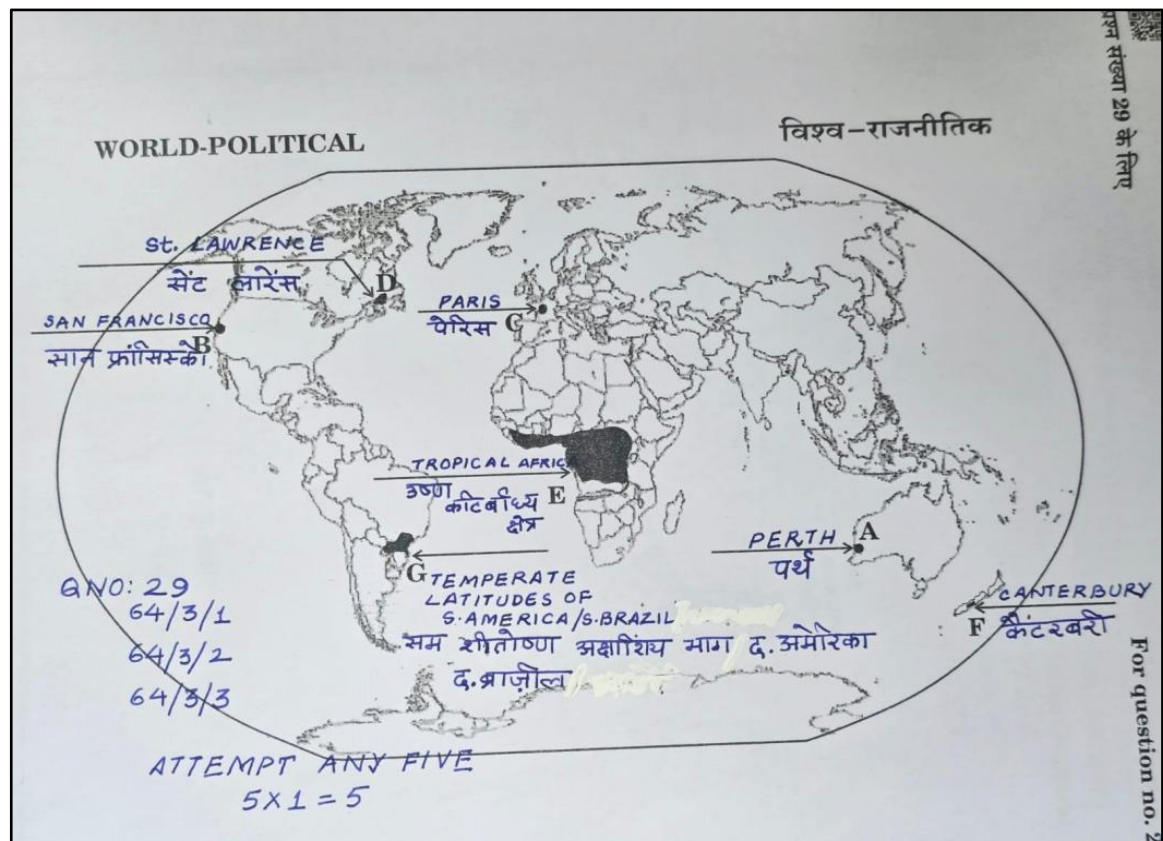 प्रश्न संख्या 29 के लिए
WORLD-POLITICAL
विश्व-राजनीतिक
St. LAWRENCE
D
सेंट लारेंस
PARIS
C
पेरिस
SAN FRANCISCO
B
सान फ्रांसिस्को
TROPICAL AFRICA
E
उष्ण
कटिबंधिय
क्षेत्र
PERTH
A
पर्थ
G
TEMPERATE
LATITUDES OF
S.AMERICA/S.BRAZIL
सम शीतोष्ण अक्षांशिय भाग/द.अमेरिका
द.ब्राज़ील
CANTERBURY
F
कैंटरबरी
QNO: 29
64/3/1
64/3/2
64/3/3
ATTEMPT ANY FIVE
5×1=5
For question no. 2